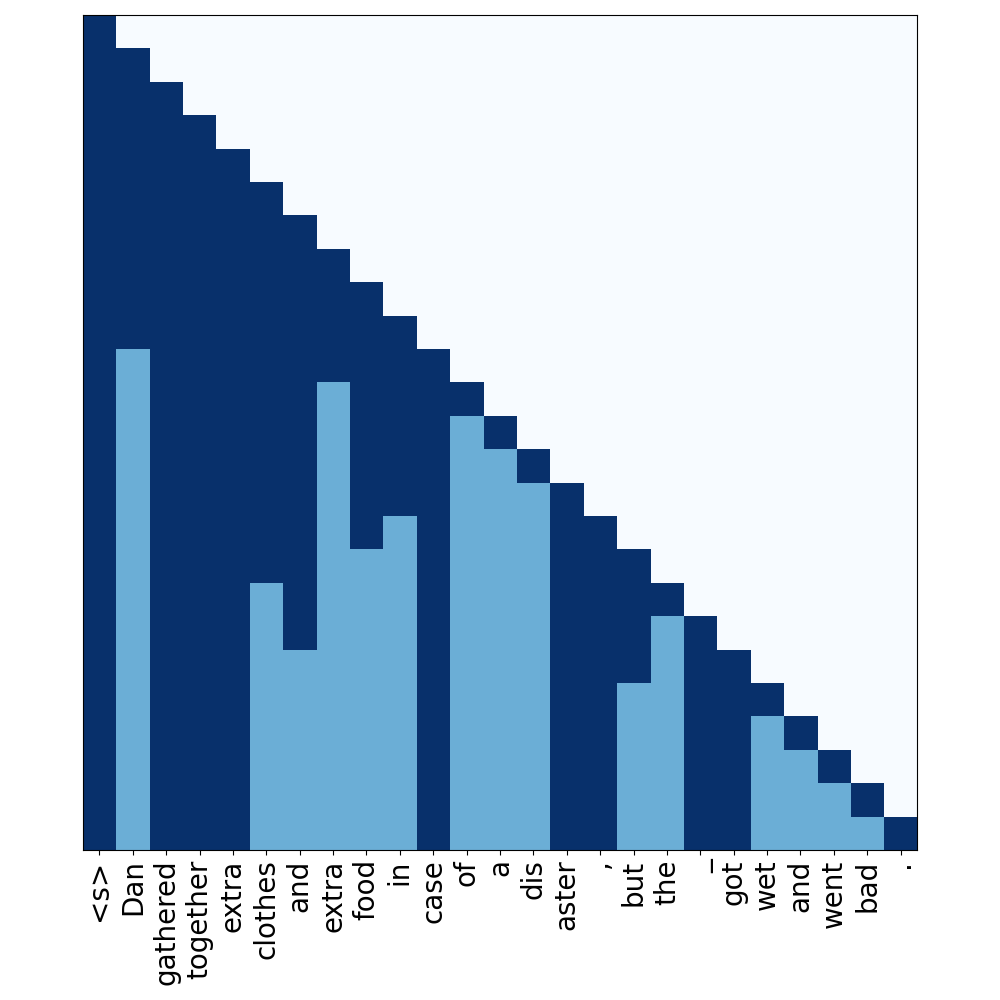 <s> Dan gathered together extra clothes and extra food in case of a dis aster , but the _ got wet and went bad .